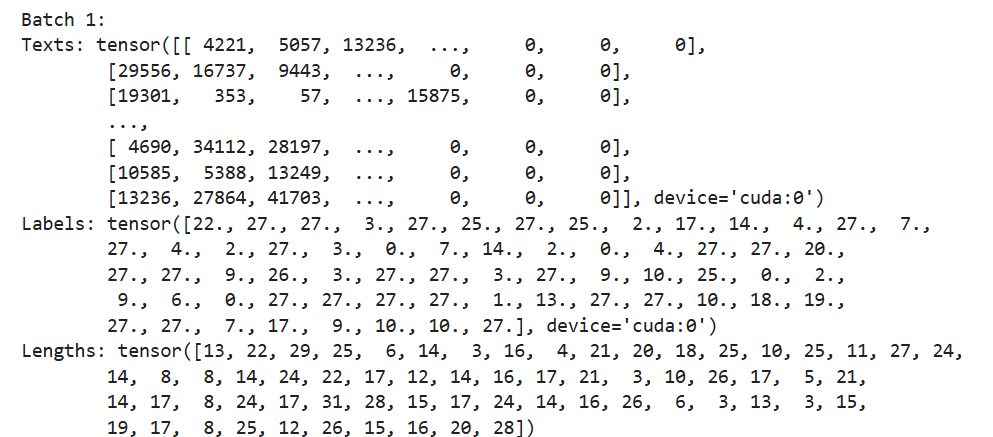 Batch 1:
Texts: tensor([[ 4221,  5057, 13236,  ...,     0,     0,     0],
        [29556, 16737,  9443,  ...,     0,     0,     0],
        [19301,   353,    57,  ..., 15875,     0,     0],
        ...,
        [ 4690, 34112, 28197,  ...,     0,     0,     0],
        [10585,  5388, 13249,  ...,     0,     0,     0],
        [13236, 27864, 41703,  ...,     0,     0,     0]], device='cuda:0')
Labels: tensor([22., 27., 27.,  3., 27., 25., 27., 25.,  2., 17., 14.,  4., 27.,  7.,
        27.,  4.,  2., 27.,  3.,  0.,  7., 14.,  2.,  0.,  4., 27., 27., 20.,
        27., 27.,  9., 26.,  3., 27., 27.,  3., 27.,  9., 10., 25.,  0.,  2.,
         9.,  6.,  0., 27., 27., 27., 27.,  1., 13., 27., 27., 10., 18., 19.,
        27., 27.,  7., 17.,  9., 10., 10., 27.], device='cuda:0')
Lengths: tensor([13, 22, 29, 25,  6, 14,  3, 16,  4, 21, 20, 18, 25, 10, 25, 11, 27, 24,
        14,  8,  8, 14, 24, 22, 17, 12, 14, 16, 17, 21,  3, 10, 26, 17,  5, 21,
        14, 17,  8, 24, 17, 31, 28, 15, 17, 24, 14, 16, 26,  6,  3, 13,  3, 15,
        19, 17,  8, 25, 12, 26, 15, 16, 20, 28])